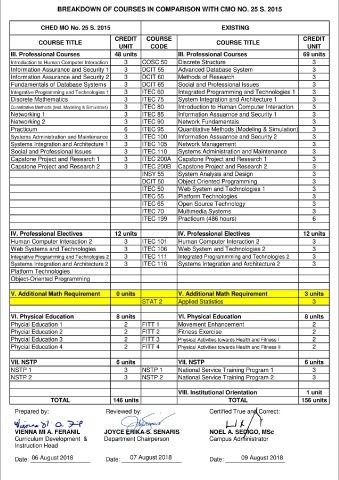 BREAKDOWN OF COURSES IN COMPARISON WITH CMO NO. 25 S. 2015
CHED MO No. 25 S. 2015 EXISTING
COURSE TITLE CREDIT UNIT COURSE CODE COURSE TITLE CREDIT UNIT
III. Professional Courses 48 units III. Professional Courses 69 units
Introduction to Human Computer Interaction 3 COSC 50 Discrete Structure 3
Information Assurance and Security 1 3 DCIT 55 Advanced Database System 3
Information Assurance and Security 2 3 DCIT 60 Methods of Research 3
Fundamentals of Database Systems 3 DCIT 65 Social and Professional Issues 3
Integrative Programming and Technologies 1 3 ITEC 60 Integrated Programming and Technologies 1 3
Discrete Mathematics 3 ITEC 75 System Integration and Architecture 1 3
Quantitative Methods (incl. Modeling & Simulation) 3 ITEC 80 Introduction to Human Computer Interaction 3
Networking 1 3 ITEC 85 Information Assurance and Security 1 3
Networking 2 3 ITEC 90 Network Fundamentals 3
Practicum 6 ITEC 95 Quantitative Methods (Modeling & Simulation) 3
Systems Administration and Maintenance 3 ITEC 100 Information Assurance and Security 2 3
Systems Integration and Architecture 1 3 ITEC 105 Network Management 3
Social and Professional Issues 3 ITEC 110 Systems Administration and Maintenance 3
Capstone Project and Research 1 3 ITEC 200A Capstone Project and Research 1 3
Capstone Project and Research 2 3 ITEC 200B Capstone Project and Research 2 3
INSY 55 System Analysis and Design 3
DCIT 50 Object Oriented Programming 3
ITEC 50 Web System and Technologies 1 3
ITEC 55 Platform Technologies 3
ITEC 65 Open Source Technology 3
ITEC 70 Multimedia Systems 3
ITEC 199 Practicum (486 hours) 6
IV. Professional Electives 12 units IV. Professional Electives 12 units
Human Computer Interaction 2 3 ITEC 101 Human Computer Interaction 2 3
Web Systems and Technologies 3 ITEC 106 Web System and Technologies 2 3
Integrative Programming and Technologies 2 3 ITEC 111 Integrated Programming and Technologies 2 3
Systems Integration and Architecture 2 3 ITEC 116 Systems Integration and Architecture 2 3
Platform Technologies
Object-Oriented Programming
V. Additional Math Requirement 0 units V. Additional Math Requirement 3 units
STAT 2 Applied Statistics 3
VI. Physical Education 8 units VI. Physical Education 8 units
Physical Education 1 2 FITT 1 Movement Enhancement 2
Physical Education 2 2 FITT 2 Fitness Exercise 2
Physical Education 3 2 FITT 3 Physical Activities towards Health and Fitness I 2
Physical Education 4 2 FITT 4 Physical Activities towards Health and Fitness II 2
VII. NSTP 6 units VII. NSTP 6 units
NSTP 1 3 NSTP 1 National Service Training Program 1 3
NSTP 2 3 NSTP 2 National Service Training Program 2 3
VIII. Institutional Orientation 1 unit
TOTAL 146 units TOTAL 156 units
Prepared by: Reviewed by: Certified True and Correct:
VIENNA MI A. FERANIL JOYCE ERIKA S. SENARIS NOEL A. SEDIGO, MSc
Curriculum Development & Department Chairperson Campus Administrator
Instruction Head
Date: 06 August 2018 Date: 07 August 2018 Date: 09 August 2018